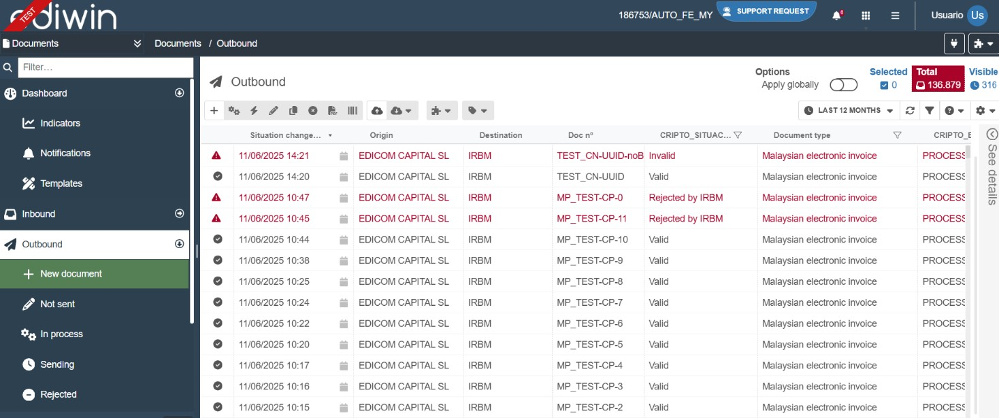 TEST
ediwin
186753/AUTO_FE_MY
SUPPORT REQUEST
6
Usuario
Us
Documents
Documents / Outbound
Filter…
Dashboard
Indicators
Notifications
Templates
Inbound
Outbound
New document
Not sent
In process
Sending
Rejected
Outbound
Options
Apply globally
Selected
0
Total
136.879
Visible
316
PDF
LAST 12 MONTHS
Situation change... Origin Destination Doc nº CRIPTO_SITUAC... Document type CRIPTO_E
11/06/2025 14:21 EDICOM CAPITAL SL IRBM TEST_CN-UUID-noB Invalid Malaysian electronic invoice PROCESS
11/06/2025 14:20 EDICOM CAPITAL SL IRBM TEST_CN-UUID Valid Malaysian electronic invoice PROCESS
11/06/2025 10:47 EDICOM CAPITAL SL IRBM MP_TEST-CP-0 Rejected by IRBM Malaysian electronic invoice PROCESS
11/06/2025 10:45 EDICOM CAPITAL SL IRBM MP_TEST-CP-11 Rejected by IRBM Malaysian electronic invoice PROCESS
11/06/2025 10:44 EDICOM CAPITAL SL IRBM MP_TEST-CP-10 Valid Malaysian electronic invoice PROCESS
11/06/2025 10:38 EDICOM CAPITAL SL IRBM MP_TEST-CP-9 Valid Malaysian electronic invoice PROCESS
11/06/2025 10:25 EDICOM CAPITAL SL IRBM MP_TEST-CP-8 Valid Malaysian electronic invoice PROCESS
11/06/2025 10:24 EDICOM CAPITAL SL IRBM MP_TEST-CP-7 Valid Malaysian electronic invoice PROCESS
11/06/2025 10:22 EDICOM CAPITAL SL IRBM MP_TEST-CP-6 Valid Malaysian electronic invoice PROCESS
11/06/2025 10:20 EDICOM CAPITAL SL IRBM MP_TEST-CP-5 Valid Malaysian electronic invoice PROCESS
11/06/2025 10:17 EDICOM CAPITAL SL IRBM MP_TEST-CP-4 Valid Malaysian electronic invoice PROCESS
11/06/2025 10:16 EDICOM CAPITAL SL IRBM MP_TEST-CP-3 Valid Malaysian electronic invoice PROCESS
11/06/2025 10:15 EDICOM CAPITAL SL IRBM MP_TEST-CP-2 Valid Malaysian electronic invoice PROCESS
See details